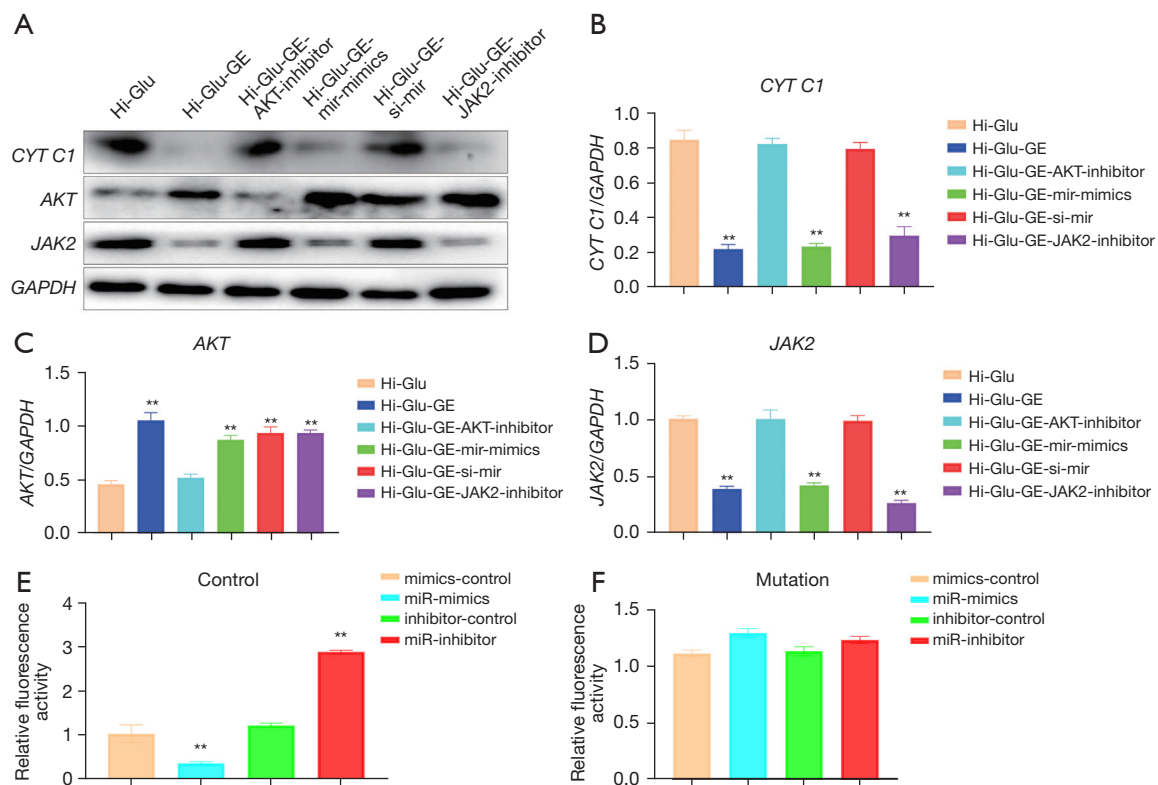 A
Hi-Glu
Hi-Glu-GE
Hi-Glu-GE-
AKT-inhibitor
Hi-Glu-GE-
mir-mimics
Hi-Glu-GE-
si-mir
Hi-Glu-GE-
JAK2-inhibitor
CYT C1
AKT
JAK2
GAPDH
B
CYT C1
CYT C1/GAPDH
1.0
0.8
0.6
0.4
0.2
0.0
**
**
**
Hi-Glu
Hi-Glu-GE
Hi-Glu-GE-AKT-inhibitor
Hi-Glu-GE-mir-mimics
Hi-Glu-GE-si-mir
Hi-Glu-GE-JAK2-inhibitor
C
AKT
AKT/GAPDH
1.5
1.0
0.5
0.0
**
**
**
**
Hi-Glu
Hi-Glu-GE
Hi-Glu-GE-AKT-inhibitor
Hi-Glu-GE-mir-mimics
Hi-Glu-GE-si-mir
Hi-Glu-GE-JAK2-inhibitor
D
JAK2
JAK2/GAPDH
1.5
1.0
0.5
0.0
**
**
**
Hi-Glu
Hi-Glu-GE
Hi-Glu-GE-AKT-inhibitor
Hi-Glu-GE-mir-mimics
Hi-Glu-GE-si-mir
Hi-Glu-GE-JAK2-inhibitor
E
Control
Relative fluorescence
activity
4
3
2
1
0
**
**
mimics-control
miR-mimics
inhibitor-control
miR-inhibitor
F
Mutation
Relative fluorescence
activity
1.5
1.0
0.5
0.0
mimics-control
miR-mimics
inhibitor-control
miR-inhibitor